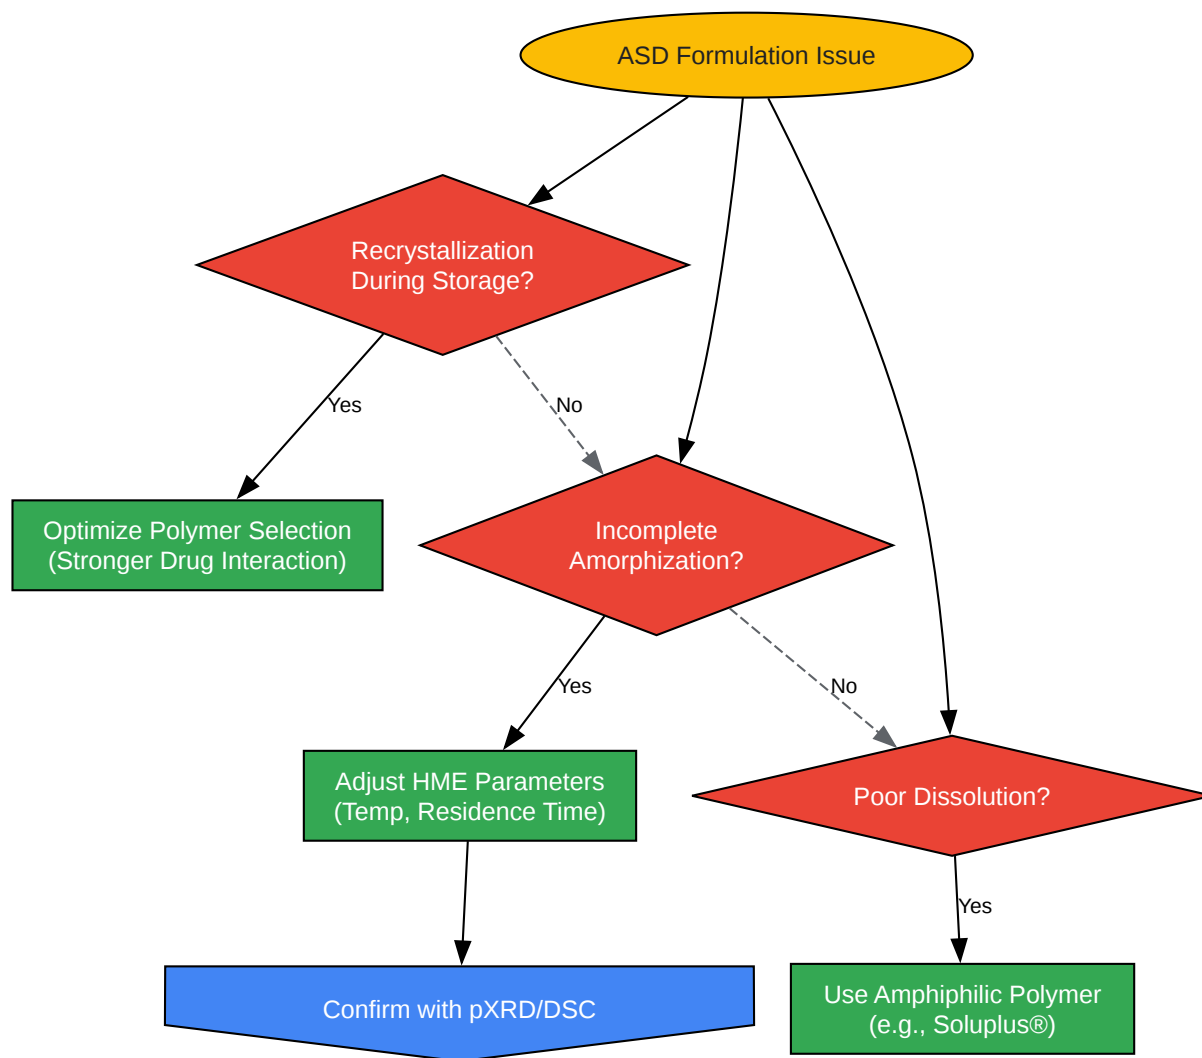 ASD Formulation Issue
Recrystallization
During Storage?
Yes
No
Optimize Polymer Selection
(Stronger Drug Interaction)
Incomplete
Amorphization?
Yes
No
Adjust HME Parameters
(Temp, Residence Time)
Poor Dissolution?
Yes
Confirm with pXRD/DSC
Use Amphiphilic Polymer
(e.g., Soluplus®)